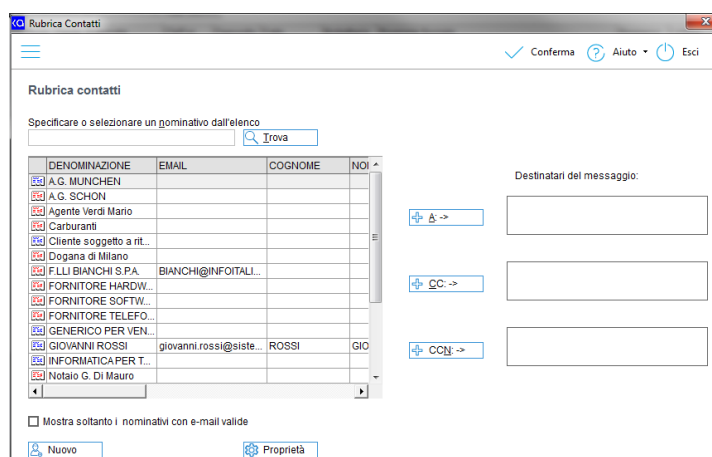 Rubrica Contatti
Conferma
Aiuto
Esci
Rubrica contatti
Specificare o selezionare un nominativo dall'elenco
Trova
DENOMINAZIONE EMAIL COGNOME NOI
A.G. MUNCHEN
A.G. SCHON
Agente Verdi Mario
Carburanti
Cliente soggetto a rit...
Dogana di Milano
F.LLI BIANCHI S.P.A. BIANCHI@INFOITALI...
FORNITORE HARDW...
FORNITORE SOFTW...
FORNITORE TELEFO...
GENERICO PER VEN...
GIOVANNI ROSSI giovanni.rossi@siste... ROSSI GIO
INFORMATICA PER T...
Notaio G. Di Mauro
Destinatari del messaggio:
A: ->
CC: ->
CCN: ->
Mostra soltanto i nominativi con e-mail valide
Nuovo
Proprietà